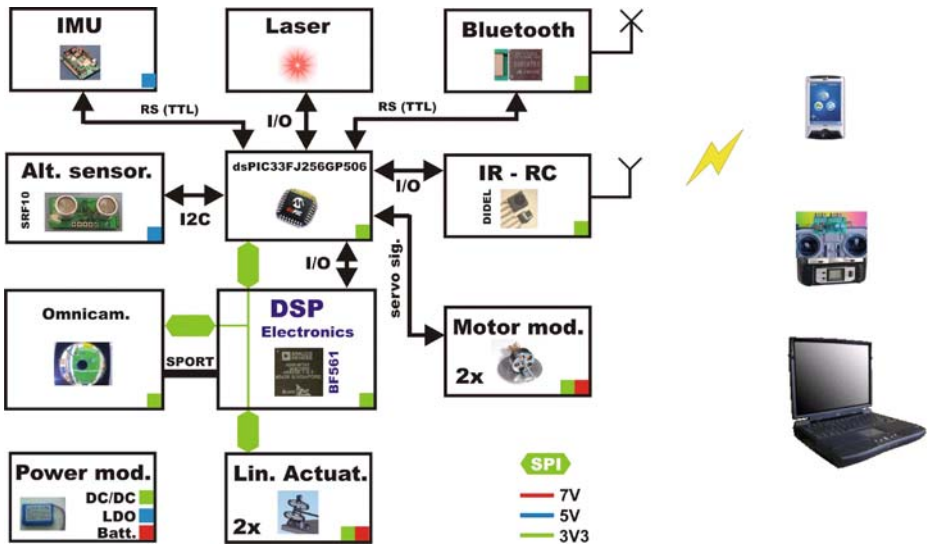 IMU
Laser
Bluetooth
RS (TTL)
I/O
RS (TTL)
Alt. sensor.
SRF10
I2C
dsPIC33FJ256GP506
I/O
IR - RC
DIDEL
I/O
servo sig.
Omnicam.
SPORT
DSP
Electronics
BF561
Motor mod.
2x
Power mod.
DC/DC
LDO
Batt.
Lin. Actuat.
2x
SPI
7V
5V
3V3